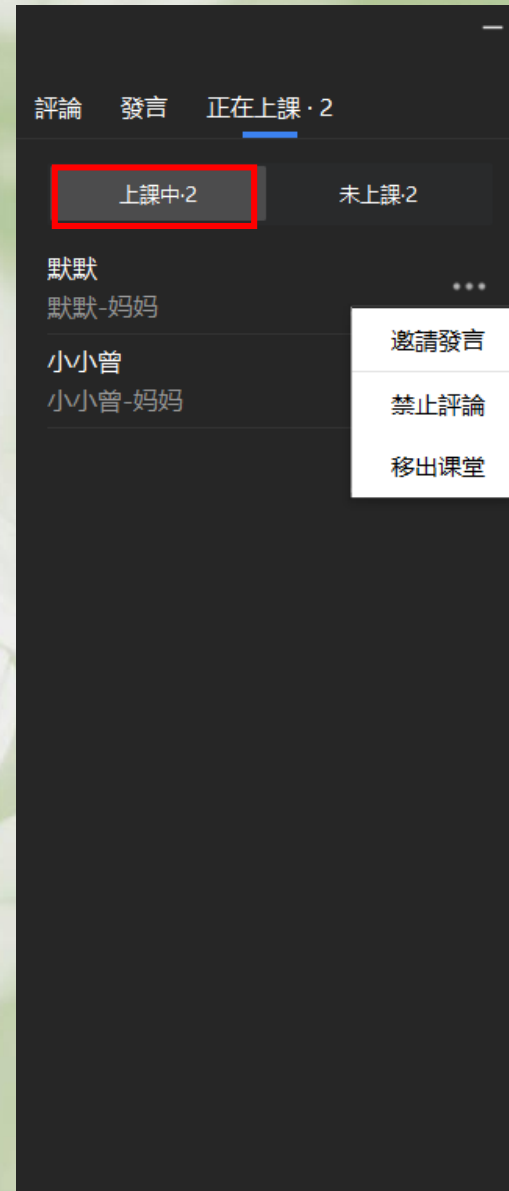 評論 發言 正在上課 · 2
上課中·2 未上課·2
默默
默默-妈妈
邀請發言
小小曾
小小曾-妈妈
禁止評論
移出课堂